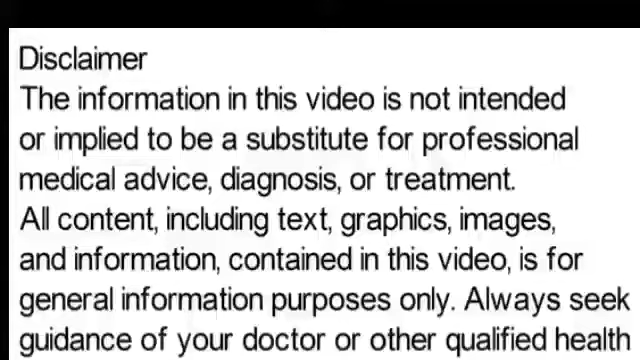 Disclaimer
The information in this video is not intended
or implied to be a substitute for professional
medical advice, diagnosis, or treatment.
All content, including text, graphics, images,
and information, contained in this video, is for
general information purposes only. Always seek
guidance of your doctor or other qualified health